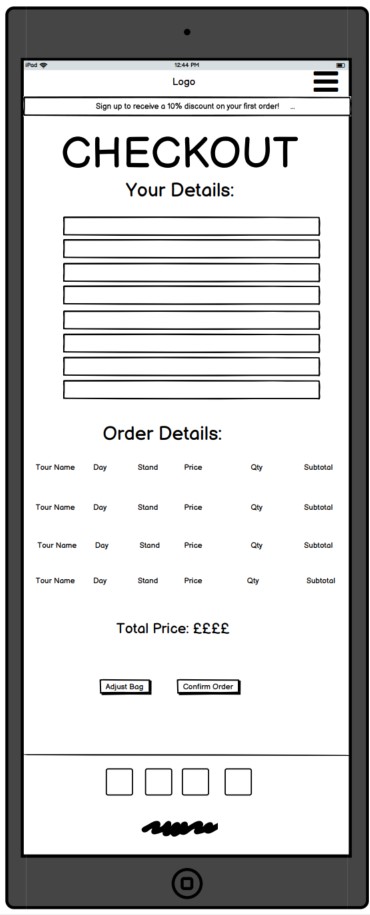 iPad 12:44 PM
Logo
Sign up to receive a 10% discount on your first order! ...
CHECKOUT
Your Details:
Order Details:
Tour Name Day Stand Price Qty Subtotal
Tour Name Day Stand Price Qty Subtotal
Tour Name Day Stand Price Qty Subtotal
Tour Name Day Stand Price Qty Subtotal
Total Price: ££££
Adjust Bag Confirm Order